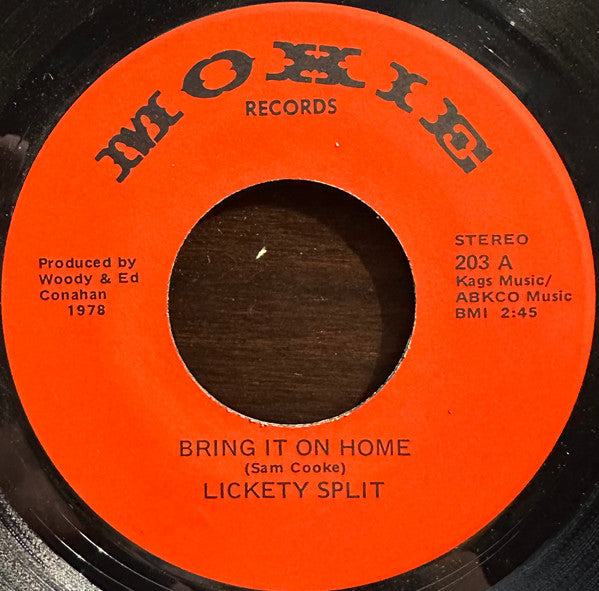 MOHIE
RECORDS
Produced by
Woody & Ed
Conahan
1978
STEREO
203 A
Kags Music/
ABKCO Music
BMI 2:45
BRING IT ON HOME
(Sam Cooke)
LICKETY SPLIT